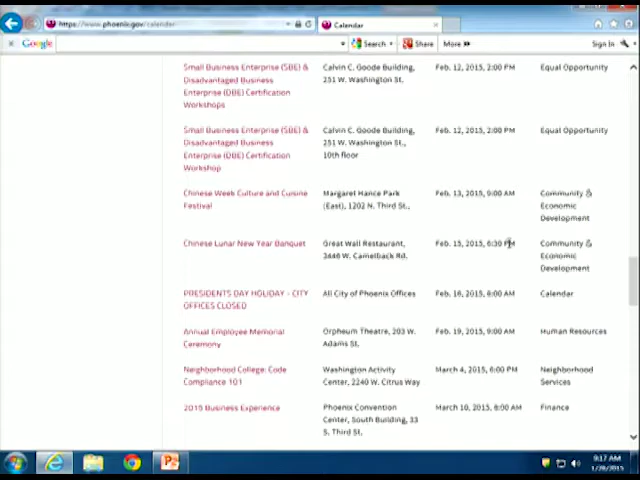 https://www.phoenix.gov/calendar
Calendar
Google
Search
Share
More »
Sign In
Small Business Enterprise (SBE) & Calvin C. Goode Building, Feb. 12, 2015, 2:00 PM Equal Opportunity
Disadvantaged Business 251 W. Washington St.
Enterprise (DBE) Certification
Workshops
Small Business Enterprise (SBE) & Calvin C. Goode Building, Feb. 12, 2015, 2:00 PM Equal Opportunity
Disadvantaged Business 251 W. Washington St.,
Enterprise (DBE) Certification 10th floor
Workshop
Chinese Week Culture and Cuisine Margaret Hance Park Feb. 13, 2015, 9:00 AM Community &
Festival (East), 1202 N. Third St., Economic
Development
Chinese Lunar New Year Banquet Great Wall Restaurant, Feb. 15, 2015, 6:30 PM Community &
3446 W. Camelback Rd. Economic
Development
PRESIDENTS DAY HOLIDAY - CITY All City of Phoenix Offices Feb. 16, 2015, 8:00 AM Calendar
OFFICES CLOSED
Annual Employee Memorial Orpheum Theatre, 203 W. Feb. 19, 2015, 9:00 AM Human Resources
Ceremony Adams St.
Neighborhood College: Code Washington Activity March 4, 2015, 6:00 PM Neighborhood
Compliance 101 Center, 2240 W. Citrus Way Services
2015 Business Experience Phoenix Convention March 10, 2015, 8:00 AM Finance
Center, South Building, 33
S. Third St.
9:17 AM
1/28/2015